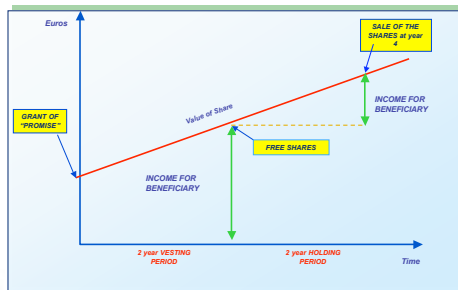 Euros
SALE OF THE
SHARES at year
4
INCOME FOR
BENEFICIARY
Value of Share
GRANT OF
"PROMISE"
FREE SHARES
INCOME FOR
BENEFICIARY
2 year VESTING
PERIOD
2 year HOLDING
PERIOD
Time